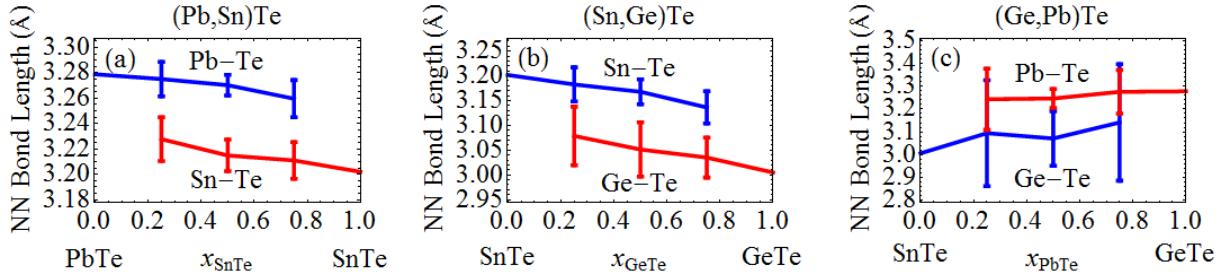 (Pb,Sn)Te
NN Bond Length (Å)
3.30
3.28
3.26
3.24
3.22
3.20
3.18
(a)
Pb−Te
Sn−Te
0.0 0.2 0.4 0.6 0.8 1.0
PbTe x_SnTe SnTe
(Sn,Ge)Te
NN Bond Length (Å)
3.25
3.20
3.15
3.10
3.05
3.00
2.95
(b)
Sn−Te
Ge−Te
0.0 0.2 0.4 0.6 0.8 1.0
SnTe x_GeTe GeTe
(Ge,Pb)Te
NN Bond Length (Å)
3.5
3.4
3.3
3.2
3.1
3.0
2.9
2.8
(c)
Pb−Te
Ge−Te
0.0 0.2 0.4 0.6 0.8 1.0
SnTe x_PbTe GeTe